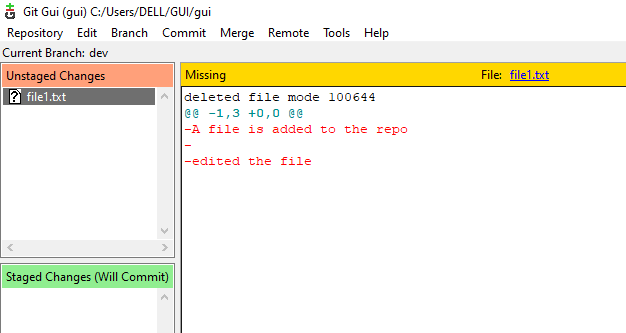 Git Gui (gui) C:/Users/DELL/GUI/gui
Repository Edit Branch Commit Merge Remote Tools Help
Current Branch: dev
Unstaged Changes
file1.txt
Missing File: file1.txt
deleted file mode 100644
@@ -1,3 +0,0 @@
-A file is added to the repo
-
-edited the file
Staged Changes (Will Commit)